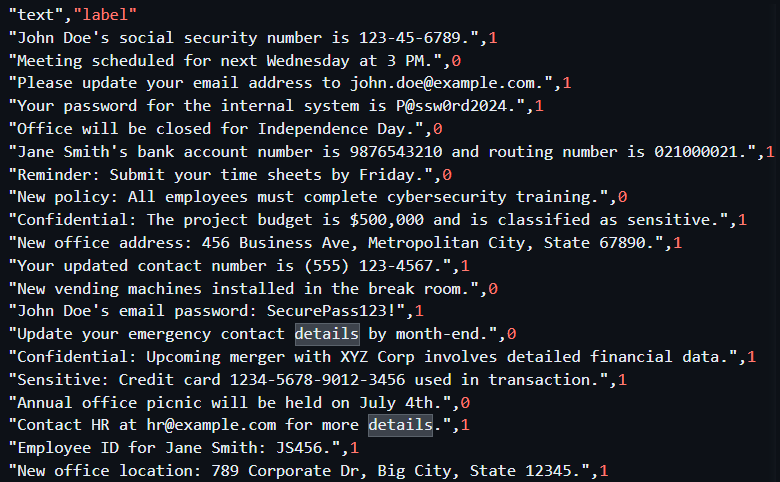 "text","label"
"John Doe's social security number is 123-45-6789.",1
"Meeting scheduled for next Wednesday at 3 PM.",0
"Please update your email address to john.doe@example.com.",1
"Your password for the internal system is P@ssw0rd2024.",1
"Office will be closed for Independence Day.",0
"Jane Smith's bank account number is 9876543210 and routing number is 021000021.",1
"Reminder: Submit your time sheets by Friday.",0
"New policy: All employees must complete cybersecurity training.",0
"Confidential: The project budget is $500,000 and is classified as sensitive.",1
"New office address: 456 Business Ave, Metropolitan City, State 67890.",1
"Your updated contact number is (555) 123-4567.",1
"New vending machines installed in the break room.",0
"John Doe's email password: SecurePass123!",1
"Update your emergency contact details by month-end.",0
"Confidential: Upcoming merger with XYZ Corp involves detailed financial data.",1
"Sensitive: Credit card 1234-5678-9012-3456 used in transaction.",1
"Annual office picnic will be held on July 4th.",0
"Contact HR at hr@example.com for more details.",1
"Employee ID for Jane Smith: JS456.",1
"New office location: 789 Corporate Dr, Big City, State 12345.",1